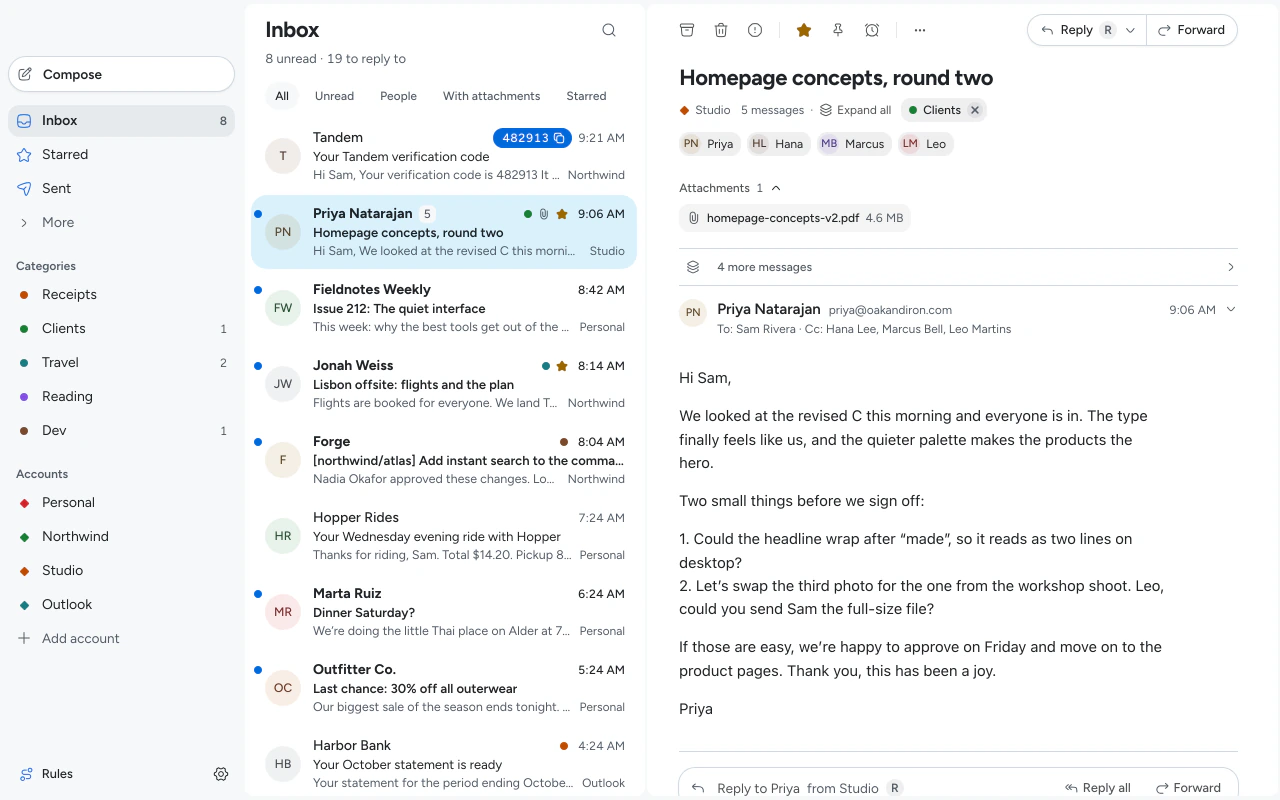 Compose
Inbox 8
Starred
Sent
More
Categories
Receipts
Clients 1
Travel 2
Reading
Dev 1
Accounts
Personal
Northwind
Studio
Outlook
Add account
Rules
Inbox
8 unread · 19 to reply to
All Unread People With attachments Starred
T Tandem 482913 9:21 AM
Your Tandem verification code
Hi Sam, Your verification code is 482913 It … Northwind
PN Priya Natarajan 5 9:06 AM
Homepage concepts, round two
Hi Sam, We looked at the revised C this morni… Studio
FW Fieldnotes Weekly 8:42 AM
Issue 212: The quiet interface
This week: why the best tools get out of the … Personal
JW Jonah Weiss 8:14 AM
Lisbon offsite: flights and the plan
Flights are booked for everyone. We land T… Northwind
F Forge 8:04 AM
[northwind/atlas] Add instant search to the comma…
Nadia Okafor approved these changes. Lo… Northwind
HR Hopper Rides 7:24 AM
Your Wednesday evening ride with Hopper
Thanks for riding, Sam. Total $14.20. Pickup 8… Personal
MR Marta Ruiz 6:24 AM
Dinner Saturday?
We’re doing the little Thai place on Alder at 7… Personal
OC Outfitter Co. 5:24 AM
Last chance: 30% off all outerwear
Our biggest sale of the season ends tonight. … Personal
HB Harbor Bank 4:24 AM
Your October statement is ready
Your statement for the period ending Octobe… Outlook
Reply R Forward
Homepage concepts, round two
Studio 5 messages · Expand all Clients
PN Priya HL Hana MB Marcus LM Leo
Attachments 1
homepage-concepts-v2.pdf 4.6 MB
4 more messages
PN Priya Natarajan priya@oakandiron.com 9:06 AM
To: Sam Rivera · Cc: Hana Lee, Marcus Bell, Leo Martins
Hi Sam,
We looked at the revised C this morning and everyone is in. The type
finally feels like us, and the quieter palette makes the products the
hero.
Two small things before we sign off:
1. Could the headline wrap after “made”, so it reads as two lines on
desktop?
2. Let’s swap the third photo for the one from the workshop shoot. Leo,
could you send Sam the full-size file?
If those are easy, we’re happy to approve on Friday and move on to the
product pages. Thank you, this has been a joy.
Priya
Reply to Priya from Studio R Reply all Forward